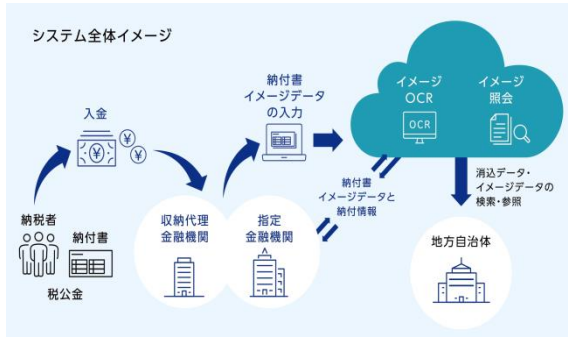 システム全体イメージ
入金
納税者
納付書
税公金
収納代理
金融機関
指定
金融機関
納付書
イメージデータ
の入力
イメージ
OCR
OCR
イメージ
照会
納付書
イメージデータと
納付情報
消込データ・
イメージデータの
検索・参照
地方自治体